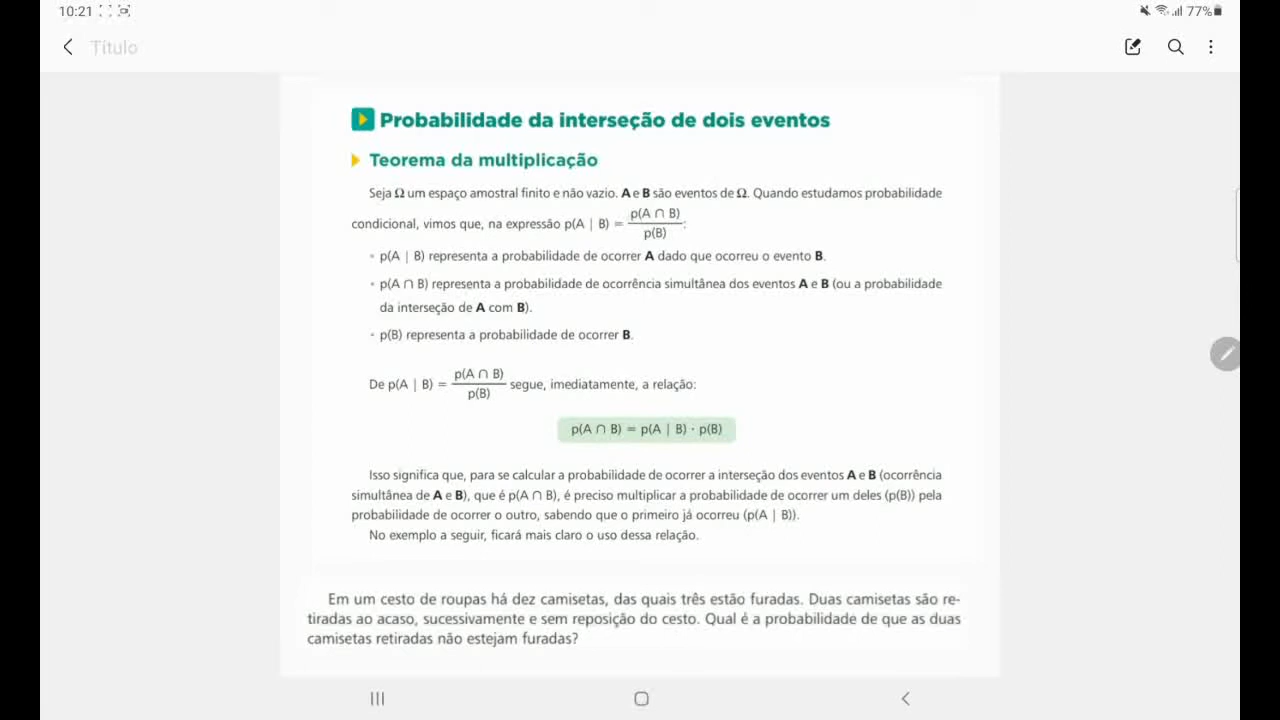 10:21
77%
Título
Probabilidade da interseção de dois eventos
Teorema da multiplicação
Seja Ω um espaço amostral finito e não vazio. A e B são eventos de Ω. Quando estudamos probabilidade
condicional, vimos que, na expressão p(A | B) = p(A ∩ B) / p(B):
• p(A | B) representa a probabilidade de ocorrer A dado que ocorreu o evento B.
• p(A ∩ B) representa a probabilidade de ocorrência simultânea dos eventos A e B (ou a probabilidade
da interseção de A com B).
• p(B) representa a probabilidade de ocorrer B.
De p(A | B) = p(A ∩ B) / p(B) segue, imediatamente, a relação:
p(A ∩ B) = p(A | B) · p(B)
Isso significa que, para se calcular a probabilidade de ocorrer a interseção dos eventos A e B (ocorrência
simultânea de A e B), que é p(A ∩ B), é preciso multiplicar a probabilidade de ocorrer um deles (p(B)) pela
probabilidade de ocorrer o outro, sabendo que o primeiro já ocorreu (p(A | B)).
No exemplo a seguir, ficará mais claro o uso dessa relação.
Em um cesto de roupas há dez camisetas, das quais três estão furadas. Duas camisetas são re-
tiradas ao acaso, sucessivamente e sem reposição do cesto. Qual é a probabilidade de que as duas
camisetas retiradas não estejam furadas?